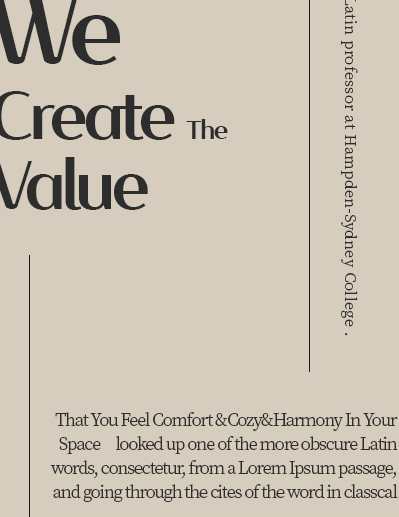 We
Create The
Value
Latin professor at Hampden-Sydney College .
That You Feel Comfort &Cozy&Harmony In Your
Space looked up one of the more obscure Latin
words, consectetur, from a Lorem Ipsum passage,
and going through the cites of the word in classcal